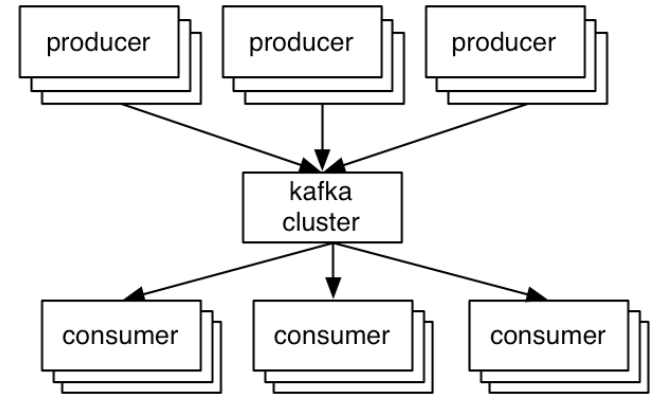 producer
producer
producer
kafka
cluster
consumer
consumer
consumer